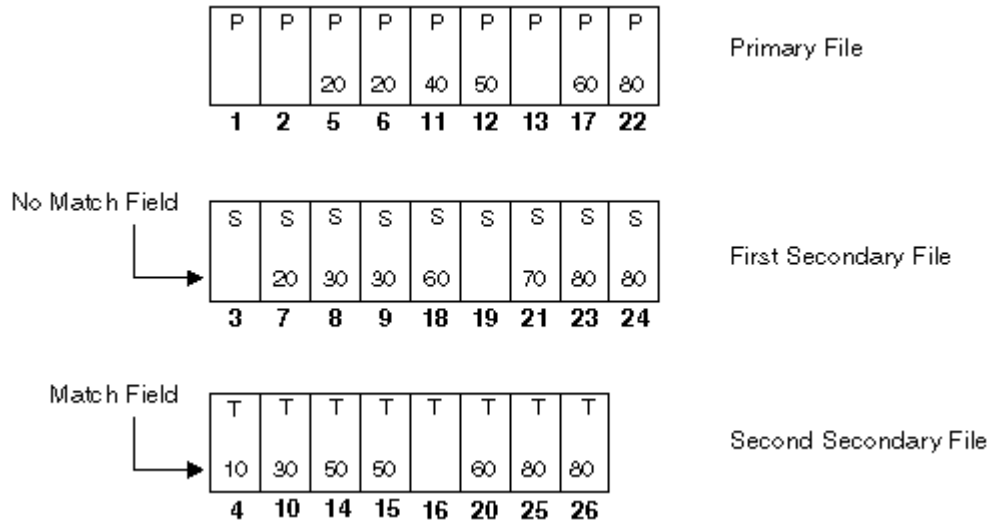 P P P P P P P P P
Primary File
20 20 40 50 60 80
1 2 5 6 11 12 13 17 22
No Match Field
S S S S S S S S S
First Secondary File
20 30 30 60 70 80 80
3 7 8 9 18 19 21 23 24
Match Field
T T T T T T T T
Second Secondary File
10 30 50 50 60 80 80
4 10 14 15 16 20 25 26